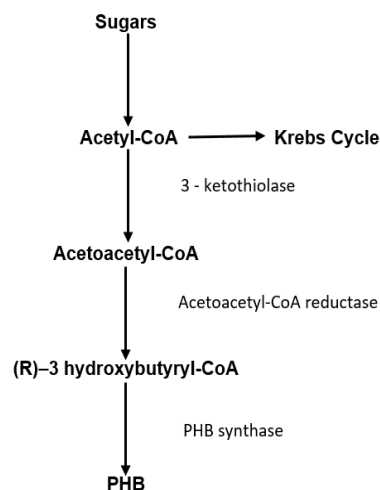 Sugars
Acetyl-CoA
Krebs Cycle
3 - ketothiolase
Acetoacetyl-CoA
Acetoacetyl-CoA reductase
(R)–3 hydroxybutyryl-CoA
PHB synthase
PHB